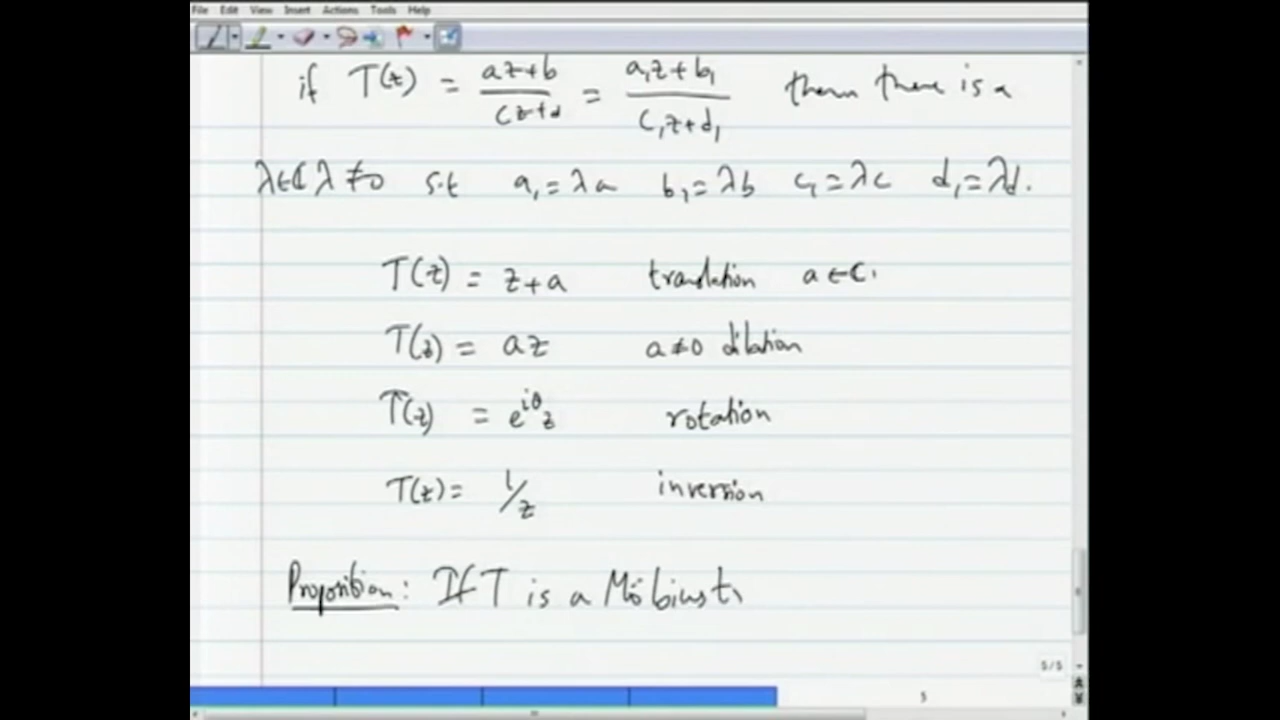 File Edit View Insert Actions Tools Help
if T(z) = az+b / cz+d = a₁z+b₁ / c₁z+d₁ then there is a
λ∈ℂ λ≠0 s.t a₁=λa b₁=λb c₁=λc d₁=λd.
T(z) = z+a translation a∈ℂ.
T(z) = az a≠0 dilation
T(z) = e^{iθ}z rotation
T(z) = 1/z inversion
Proposition: If T is a Möbius tr
5/5
5